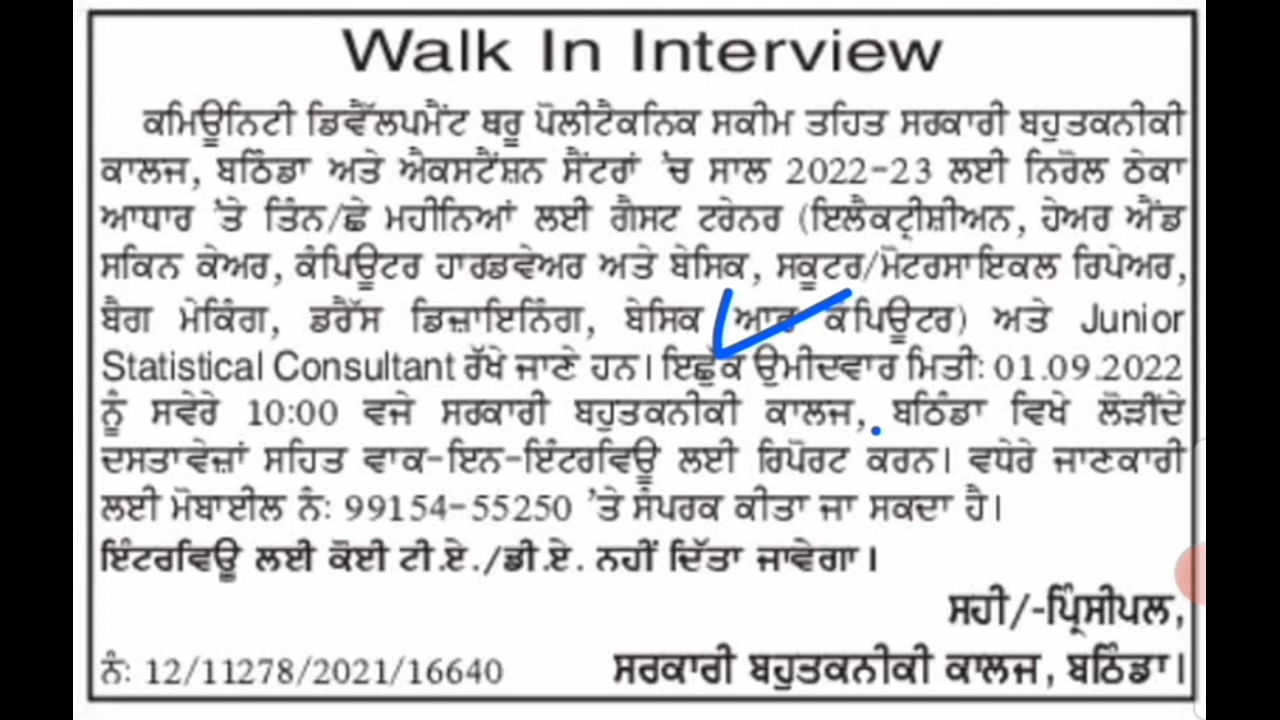 Walk In Interview
ਕਮਿਊਨਿਟੀ ਡਿਵੈੱਲਪਮੈਂਟ ਥਰੂ ਪੋਲੀਟੈਕਨਿਕ ਸਕੀਮ ਤਹਿਤ ਸਰਕਾਰੀ ਬਹੁਤਕਨੀਕੀ
ਕਾਲਜ, ਬਠਿੰਡਾ ਅਤੇ ਐਕਸਟੈਂਸ਼ਨ ਸੈਂਟਰਾਂ 'ਚ ਸਾਲ 2022-23 ਲਈ ਨਿਰੋਲ ਠੇਕਾ
ਆਧਾਰ 'ਤੇ ਤਿੰਨ/ਛੇ ਮਹੀਨਿਆਂ ਲਈ ਗੈਸਟ ਟਰੇਨਰ (ਇਲੈਕਟ੍ਰੀਸ਼ੀਅਨ, ਹੇਅਰ ਐਂਡ
ਸਕਿਨ ਕੇਅਰ, ਕੰਪਿਊਟਰ ਹਾਰਡਵੇਅਰ ਅਤੇ ਬੇਸਿਕ, ਸਕੂਟਰ/ਮੋਟਰਸਾਇਕਲ ਰਿਪੇਅਰ,
ਬੈਗ ਮੇਕਿੰਗ, ਡਰੈੱਸ ਡਿਜ਼ਾਇਨਿੰਗ, ਬੇਸਿਕ ਆਫ ਕੰਪਿਊਟਰ) ਅਤੇ Junior
Statistical Consultant ਰੱਖੇ ਜਾਣੇ ਹਨ। ਇਛੁੱਕ ਉਮੀਦਵਾਰ ਮਿਤੀ: 01.09.2022
ਨੂੰ ਸਵੇਰੇ 10:00 ਵਜੇ ਸਰਕਾਰੀ ਬਹੁਤਕਨੀਕੀ ਕਾਲਜ, ਬਠਿੰਡਾ ਵਿਖੇ ਲੋੜੀਂਦੇ
ਦਸਤਾਵੇਜ਼ਾਂ ਸਹਿਤ ਵਾਕ-ਇਨ-ਇੰਟਰਵਿਊ ਲਈ ਰਿਪੋਰਟ ਕਰਨ। ਵਧੇਰੇ ਜਾਣਕਾਰੀ
ਲਈ ਮੋਬਾਈਲ ਨੰ: 99154-55250 'ਤੇ ਸੰਪਰਕ ਕੀਤਾ ਜਾ ਸਕਦਾ ਹੈ।
ਇੰਟਰਵਿਊ ਲਈ ਕੋਈ ਟੀ.ਏ./ਡੀ.ਏ. ਨਹੀਂ ਦਿੱਤਾ ਜਾਵੇਗਾ।
ਸਹੀ/-ਪ੍ਰਿੰਸੀਪਲ,
ਨੰ: 12/11278/2021/16640 ਸਰਕਾਰੀ ਬਹੁਤਕਨੀਕੀ ਕਾਲਜ, ਬਠਿੰਡਾ।